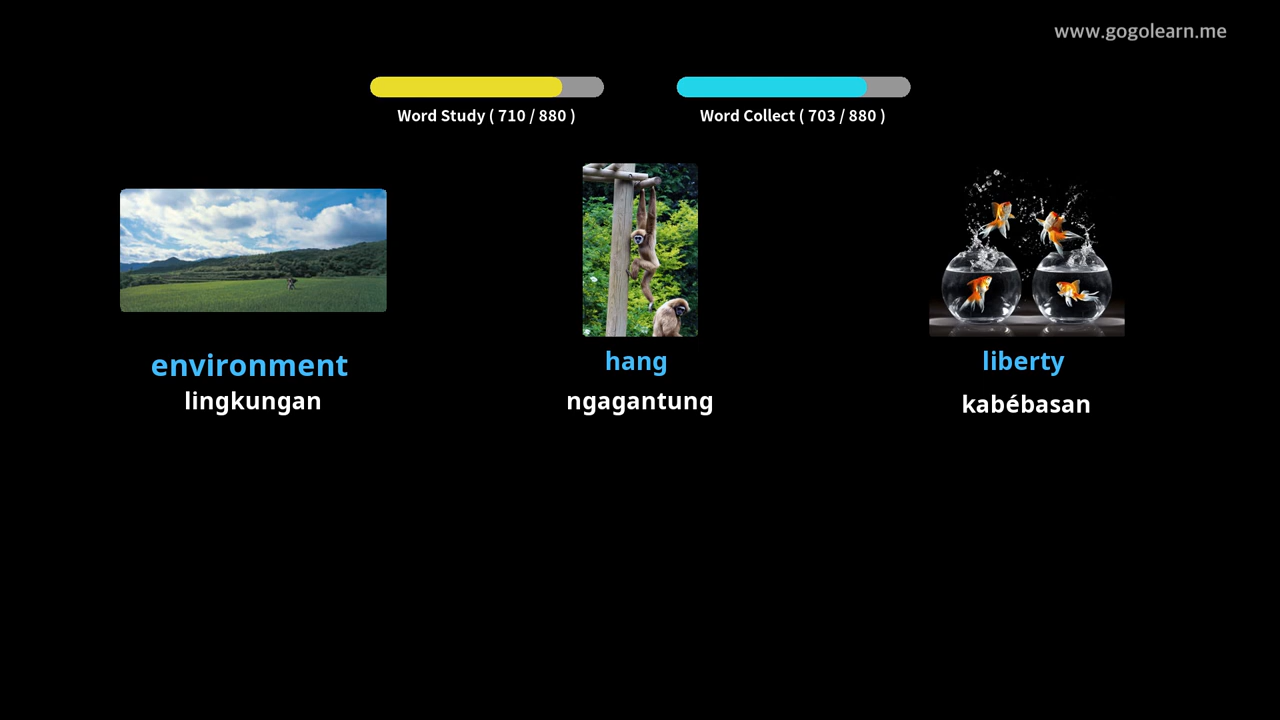 www.gogolearn.me
Word Study ( 710 / 880 )
Word Collect ( 703 / 880 )
environment
lingkungan
hang
ngagantung
liberty
kabébasan